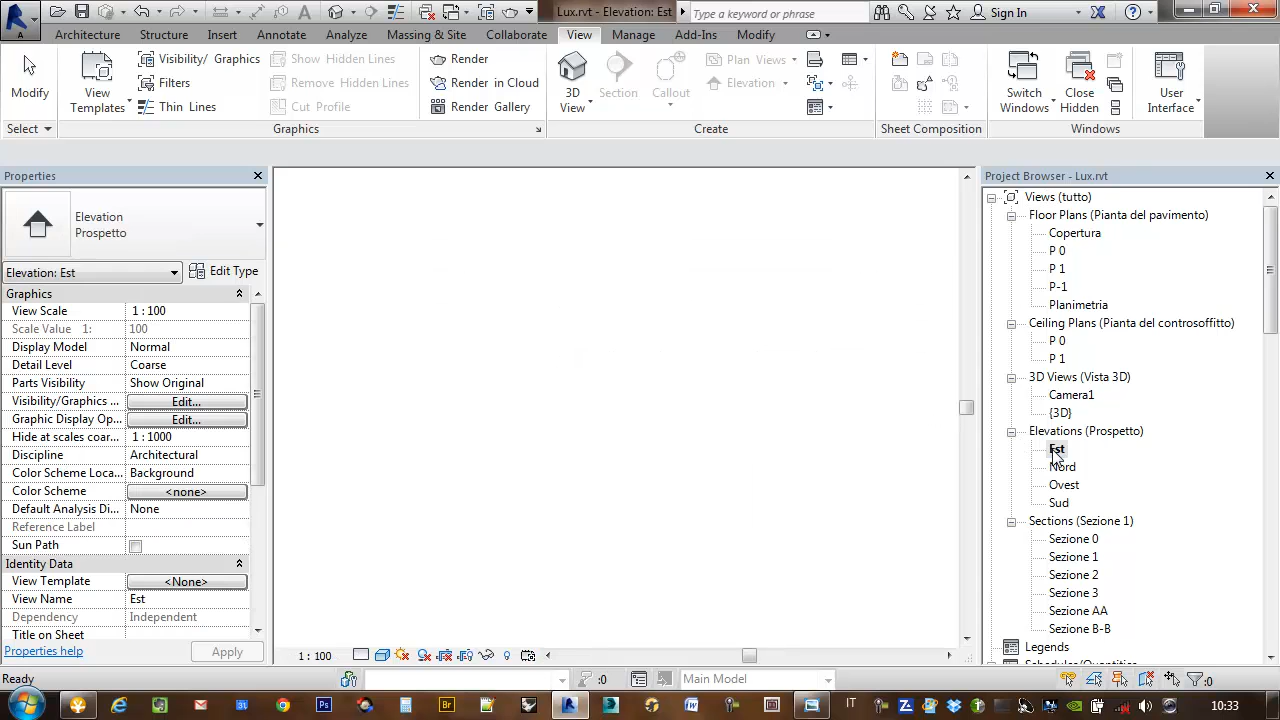 Lux.rvt - Elevation: Est
Type a keyword or phrase
Sign In
Architecture Structure Insert Annotate Analyze Massing & Site Collaborate View Manage Add-Ins Modify
Modify
View Templates
Visibility/ Graphics
Filters
Thin Lines
Show Hidden Lines
Remove Hidden Lines
Cut Profile
Render
Render in Cloud
Render Gallery
3D View
Section
Callout
Plan Views
Elevation
Switch Windows
Close Hidden
User Interface
Select Graphics Create Sheet Composition Windows
Properties
Elevation
Prospetto
Elevation: Est Edit Type
Graphics
View Scale 1 : 100
Scale Value 1: 100
Display Model Normal
Detail Level Coarse
Parts Visibility Show Original
Visibility/Graphics ... Edit...
Graphic Display Op... Edit...
Hide at scales coar... 1 : 1000
Discipline Architectural
Color Scheme Loca... Background
Color Scheme <none>
Default Analysis Di... None
Reference Label
Sun Path
Identity Data
View Template <None>
View Name Est
Dependency Independent
Title on Sheet
Properties help Apply
1 : 100
Project Browser - Lux.rvt
Views (tutto)
Floor Plans (Pianta del pavimento)
Copertura
P 0
P 1
P-1
Planimetria
Ceiling Plans (Pianta del controsoffitto)
P 0
P 1
3D Views (Vista 3D)
Camera1
{3D}
Elevations (Prospetto)
Est
Nord
Ovest
Sud
Sections (Sezione 1)
Sezione 0
Sezione 1
Sezione 2
Sezione 3
Sezione AA
Sezione B-B
Legends
Ready :0 Main Model :0
IT 10:33